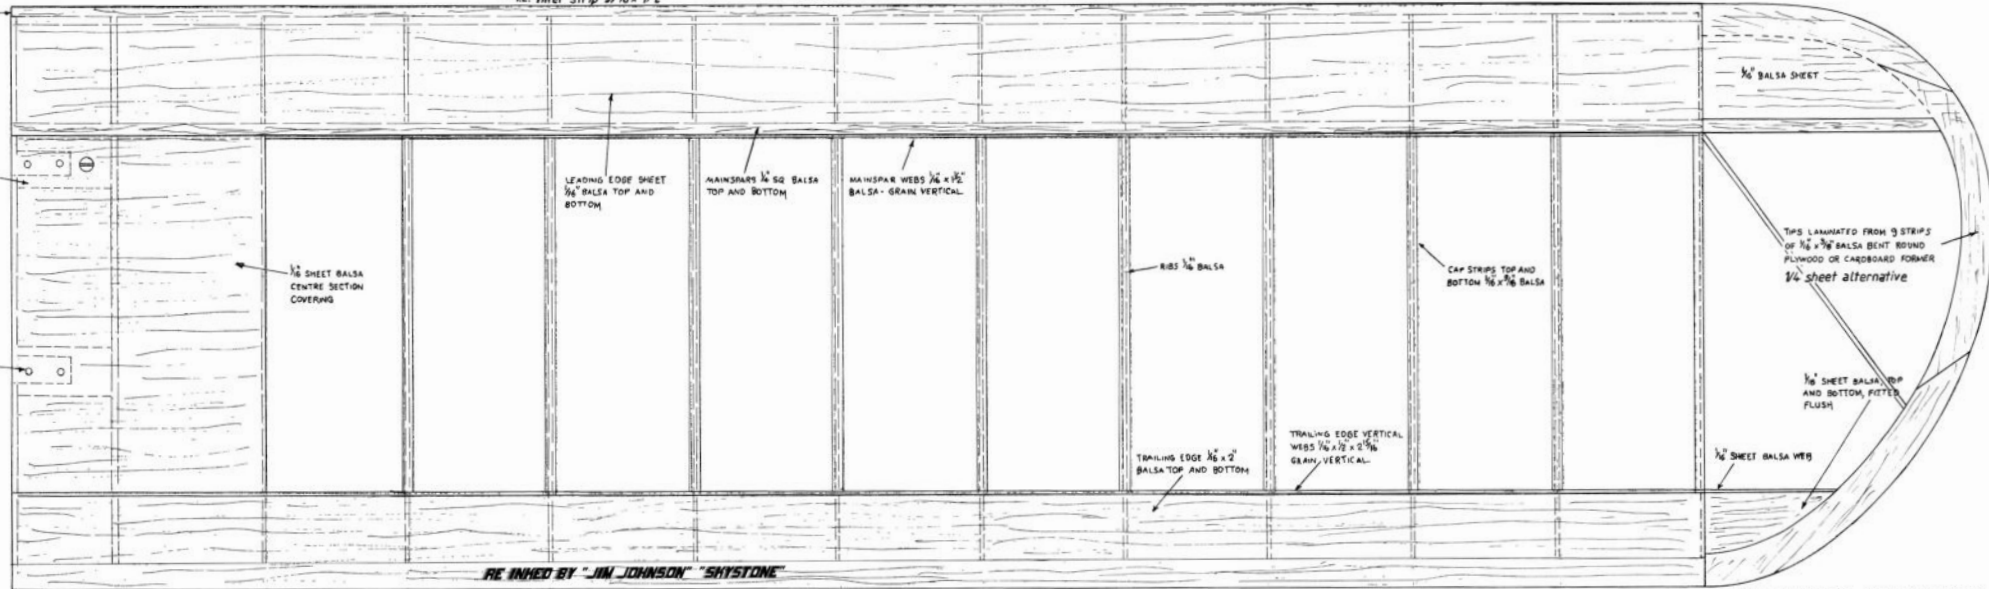 1/16" BALSA SHEET
LEADING EDGE SHEET
1/16" BALSA TOP AND
BOTTOM
MAINSPARS 1/4" SQ BALSA
TOP AND BOTTOM
MAINSPAR WEBS 1/16" x 1 1/2"
BALSA - GRAIN VERTICAL
1/16" SHEET BALSA
CENTRE SECTION
COVERING
RIBS 1/16" BALSA
CAP STRIPS TOP AND
BOTTOM 1/16" x 3/8" BALSA
TIPS LAMINATED FROM 9 STRIPS
OF 1/16" x 3/8" BALSA BENT ROUND
PLYWOOD OR CARDBOARD FORMER
1/4" sheet alternative
SHEET BALSA, TOP
AND BOTTOM, FITTED
FLUSH
TRAILING EDGE VERTICAL
WEBS 1/16" x 1/2" x
GRAIN VERTICAL
TRAILING EDGE 1/16" x 2"
BALSA TOP AND BOTTOM
1/16" SHEET BALSA WEB
RE INKED BY "JIM JOHNSON" "SKYSTONE"